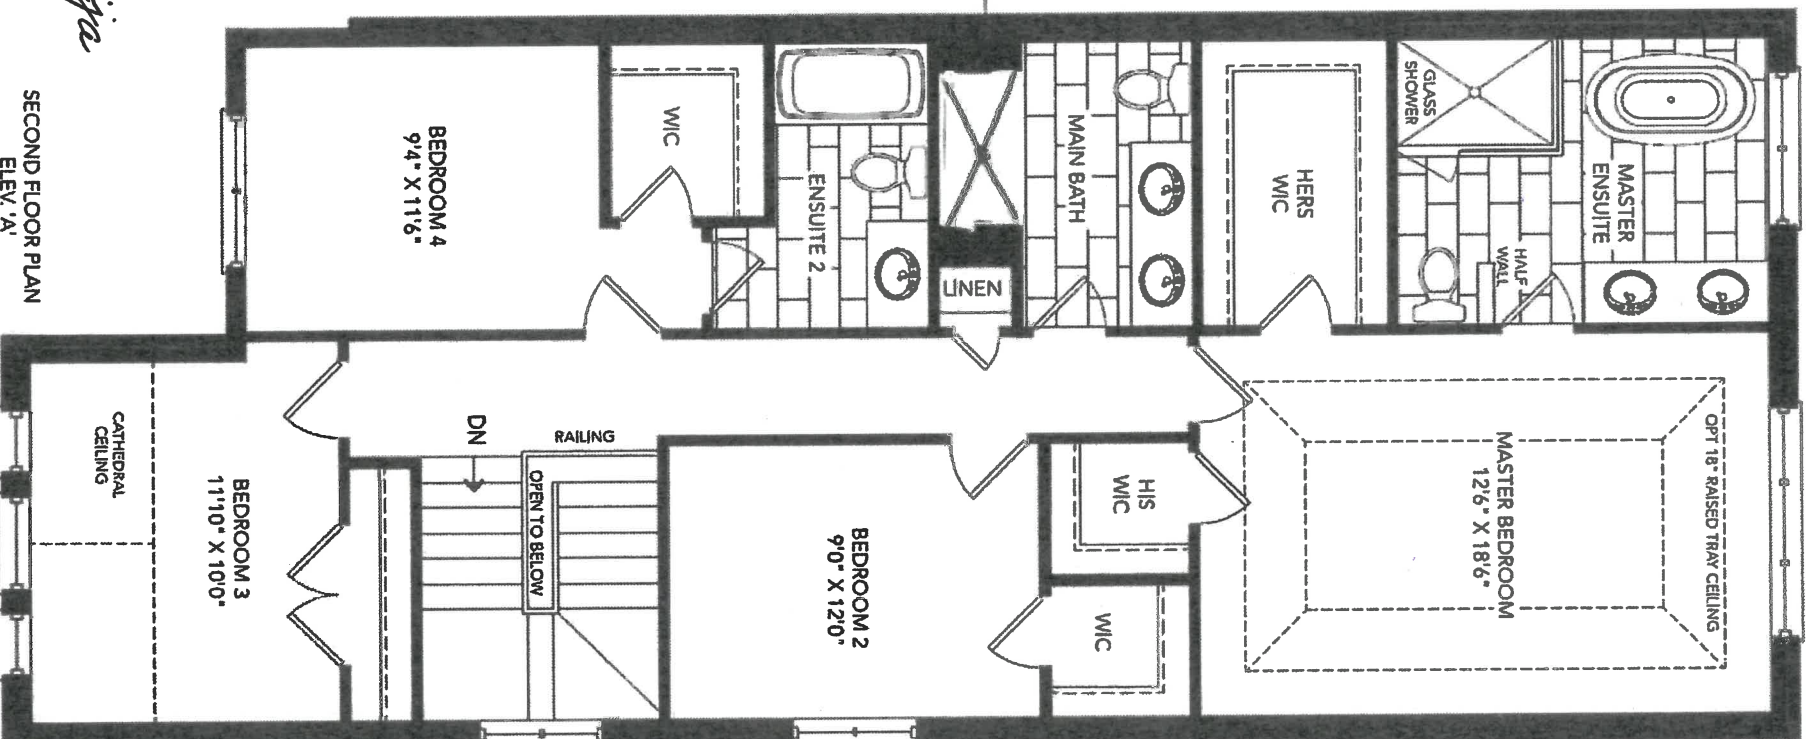 OPT 18" RAISED TRAY CEILING
MASTER
ENSUITE
HALF
WALL
GLASS
SHOWER
MASTER BEDROOM
12'6" X 18'6"
HERS
WIC
HIS
WIC
WIC
MAIN BATH
LINEN
BEDROOM 2
9'0" X 12'0"
ENSUITE 2
WIC
RAILING
OPEN TO BELOW
DN
BEDROOM 4
9'4" X 11'6"
BEDROOM 3
11'10" X 10'0"
CATHEDRAL
CEILING
SECOND FLOOR PLAN
ELEV. 'A'